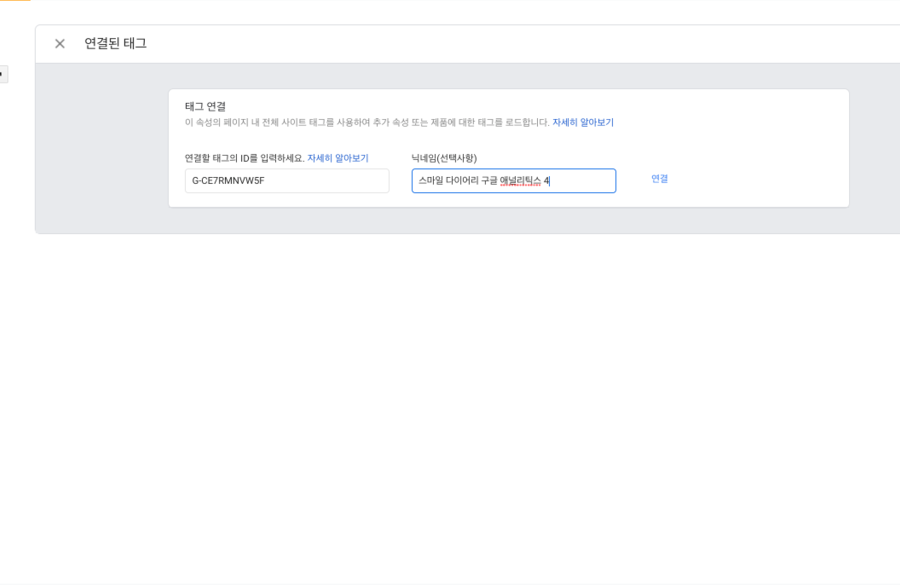 연결된 태그
태그 연결
이 속성의 페이지 내 전체 사이트 태그를 사용하여 추가 속성 또는 제품에 대한 태그를 로드합니다. 자세히 알아보기
연결할 태그의 ID를 입력하세요. 자세히 알아보기
닉네임(선택사항)
G-CE7RMNVW5F
스마일 다이어리 구글 애널리틱스 4
연결